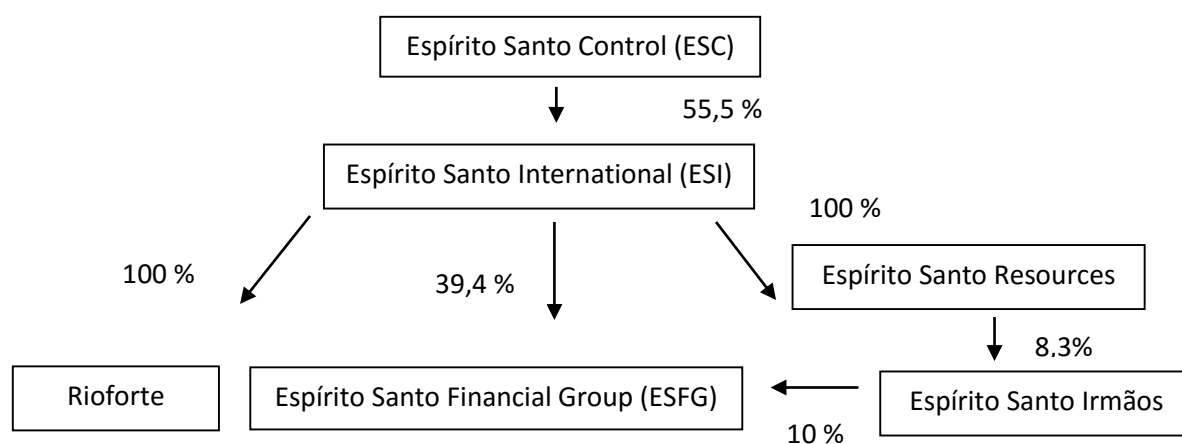 Espírito Santo Control (ESC)
55,5 %
Espírito Santo International (ESI)
100 %
100 %
39,4 %
Espírito Santo Resources
8,3%
Rioforte
Espírito Santo Financial Group (ESFG)
Espírito Santo Irmãos
10 %